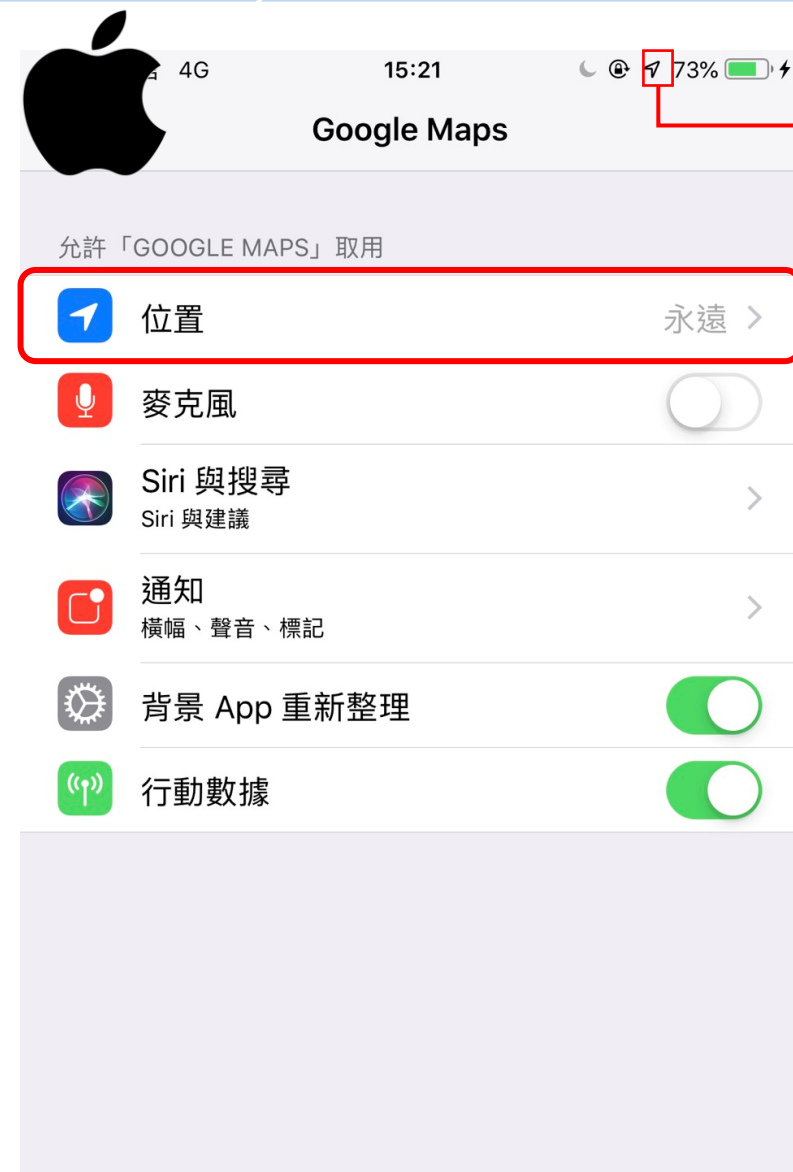 4G 15:21 73%
Google Maps
允許「GOOGLE MAPS」取用
位置 永遠
麥克風
Siri 與搜尋
Siri 與建議
通知
橫幅、聲音、標記
背景 App 重新整理
行動數據